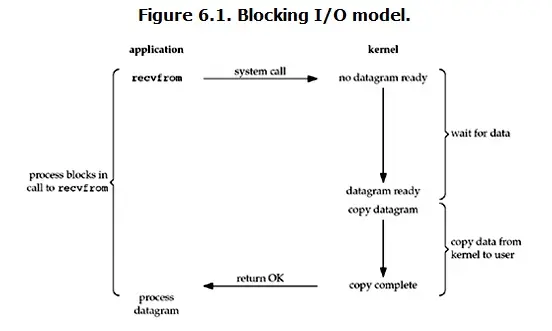 Figure 6.1. Blocking I/O model.
application
kernel
recvfrom
system call
no datagram ready
wait for data
process blocks in
call to recvfrom
datagram ready
copy datagram
copy data from
kernel to user
return OK
copy complete
process
datagram